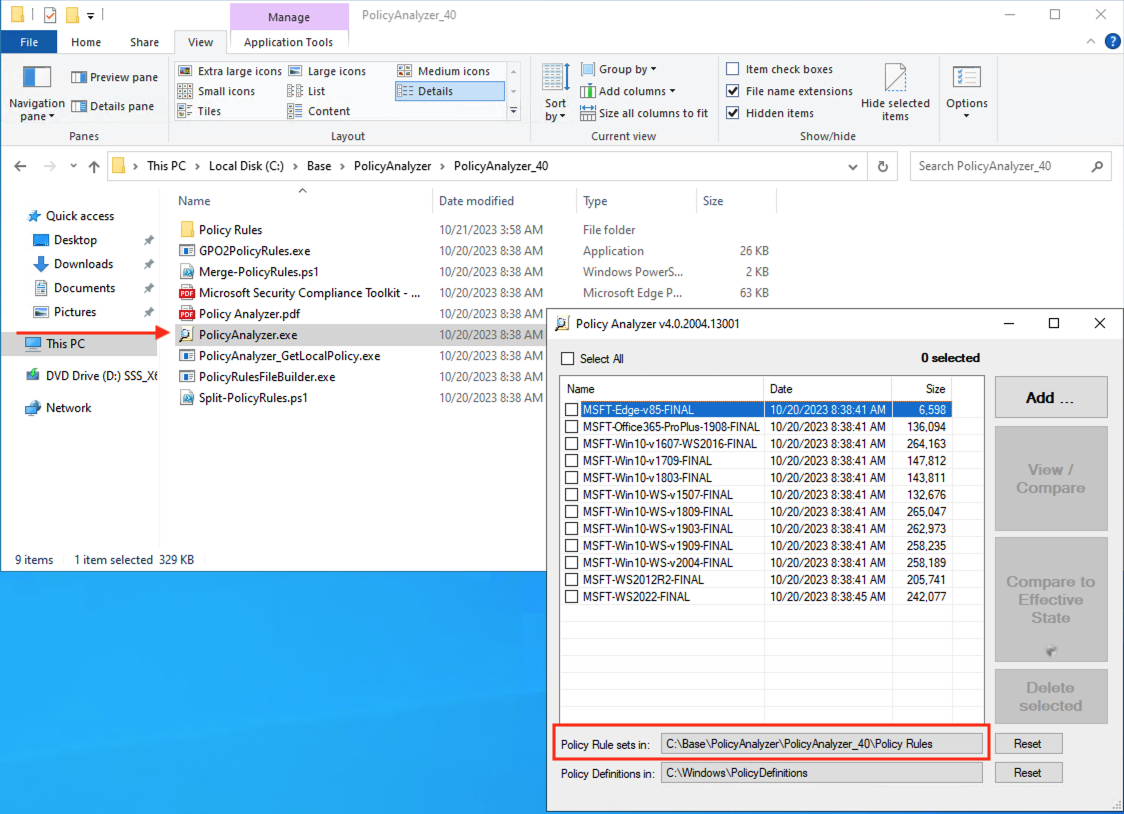 Manage
PolicyAnalyzer_40
File
Home
Share
View
Application Tools
Navigation pane
Preview pane
Details pane
Panes
Extra large icons
Large icons
Medium icons
Small icons
List
Details
Tiles
Content
Layout
Sort by
Group by
Add columns
Size all columns to fit
Current view
Item check boxes
File name extensions
Hidden items
Hide selected items
Show/hide
Options
This PC
Local Disk (C:)
Base
PolicyAnalyzer
PolicyAnalyzer_40
Search PolicyAnalyzer_40
Quick access
Desktop
Downloads
Documents
Pictures
This PC
DVD Drive (D:) SSS_X6
Network
Name Date modified Type Size
Policy Rules 10/21/2023 3:58 AM File folder
GPO2PolicyRules.exe 10/20/2023 8:38 AM Application 26 KB
Merge-PolicyRules.ps1 10/20/2023 8:38 AM Windows PowerS... 2 KB
PDF Microsoft Security Compliance Toolkit - ... 10/20/2023 8:38 AM Microsoft Edge P... 63 KB
PDF Policy Analyzer.pdf 10/20/2023 8:38 AM
PolicyAnalyzer.exe 10/20/2023 8:38 AM
PolicyAnalyzer_GetLocalPolicy.exe 10/20/2023 8:38 AM
PolicyRulesFileBuilder.exe 10/20/2023 8:38 AM
Split-PolicyRules.ps1 10/20/2023 8:38 AM
9 items 1 item selected 329 KB
Policy Analyzer v4.0.2004.13001
Select All 0 selected
Name Date Size
MSFT-Edge-v85-FINAL 10/20/2023 8:38:41 AM 6,598
MSFT-Office365-ProPlus-1908-FINAL 10/20/2023 8:38:41 AM 136,094
MSFT-Win10-v1607-WS2016-FINAL 10/20/2023 8:38:41 AM 264,163
MSFT-Win10-v1709-FINAL 10/20/2023 8:38:41 AM 147,812
MSFT-Win10-v1803-FINAL 10/20/2023 8:38:41 AM 143,811
MSFT-Win10-WS-v1507-FINAL 10/20/2023 8:38:41 AM 132,676
MSFT-Win10-WS-v1809-FINAL 10/20/2023 8:38:41 AM 265,047
MSFT-Win10-WS-v1903-FINAL 10/20/2023 8:38:41 AM 262,973
MSFT-Win10-WS-v1909-FINAL 10/20/2023 8:38:41 AM 258,235
MSFT-Win10-WS-v2004-FINAL 10/20/2023 8:38:41 AM 258,189
MSFT-WS2012R2-FINAL 10/20/2023 8:38:41 AM 205,741
MSFT-WS2022-FINAL 10/20/2023 8:38:45 AM 242,077
Add ...
View /
Compare
Compare to
Effective
State
Delete
selected
Policy Rule sets in: C:\Base\PolicyAnalyzer\PolicyAnalyzer_40\Policy Rules Reset
Policy Definitions in: C:\Windows\PolicyDefinitions Reset